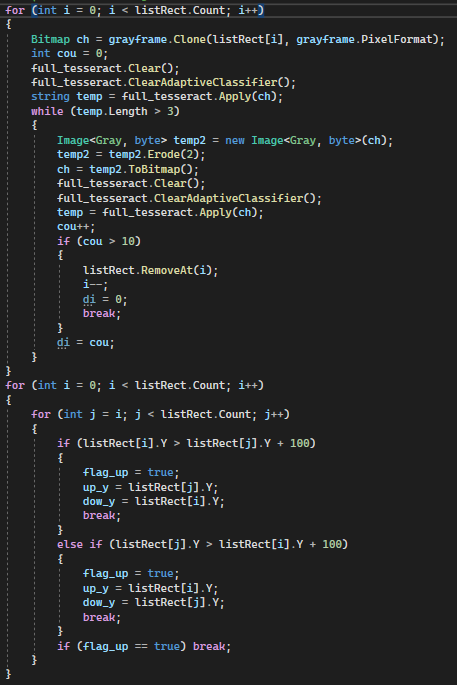 for (int i = 0; i < listRect.Count; i++)
{
Bitmap ch = grayframe.Clone(listRect[i], grayframe.PixelFormat);
int cou = 0;
full_tesseract.Clear();
full_tesseract.ClearAdaptiveClassifier();
string temp = full_tesseract.Apply(ch);
while (temp.Length > 3)
{
Image<Gray, byte> temp2 = new Image<Gray, byte>(ch);
temp2 = temp2.Erode(2);
ch = temp2.ToBitmap();
full_tesseract.Clear();
full_tesseract.ClearAdaptiveClassifier();
temp = full_tesseract.Apply(ch);
cou++;
if (cou > 10)
{
listRect.RemoveAt(i);
i--;
di = 0;
break;
}
di = cou;
}
}
for (int i = 0; i < listRect.Count; i++)
{
for (int j = i; j < listRect.Count; j++)
{
if (listRect[i].Y > listRect[j].Y + 100)
{
flag_up = true;
up_y = listRect[j].Y;
dow_y = listRect[i].Y;
break;
}
else if (listRect[j].Y > listRect[i].Y + 100)
{
flag_up = true;
up_y = listRect[i].Y;
dow_y = listRect[j].Y;
break;
}
if (flag_up == true) break;
}
}